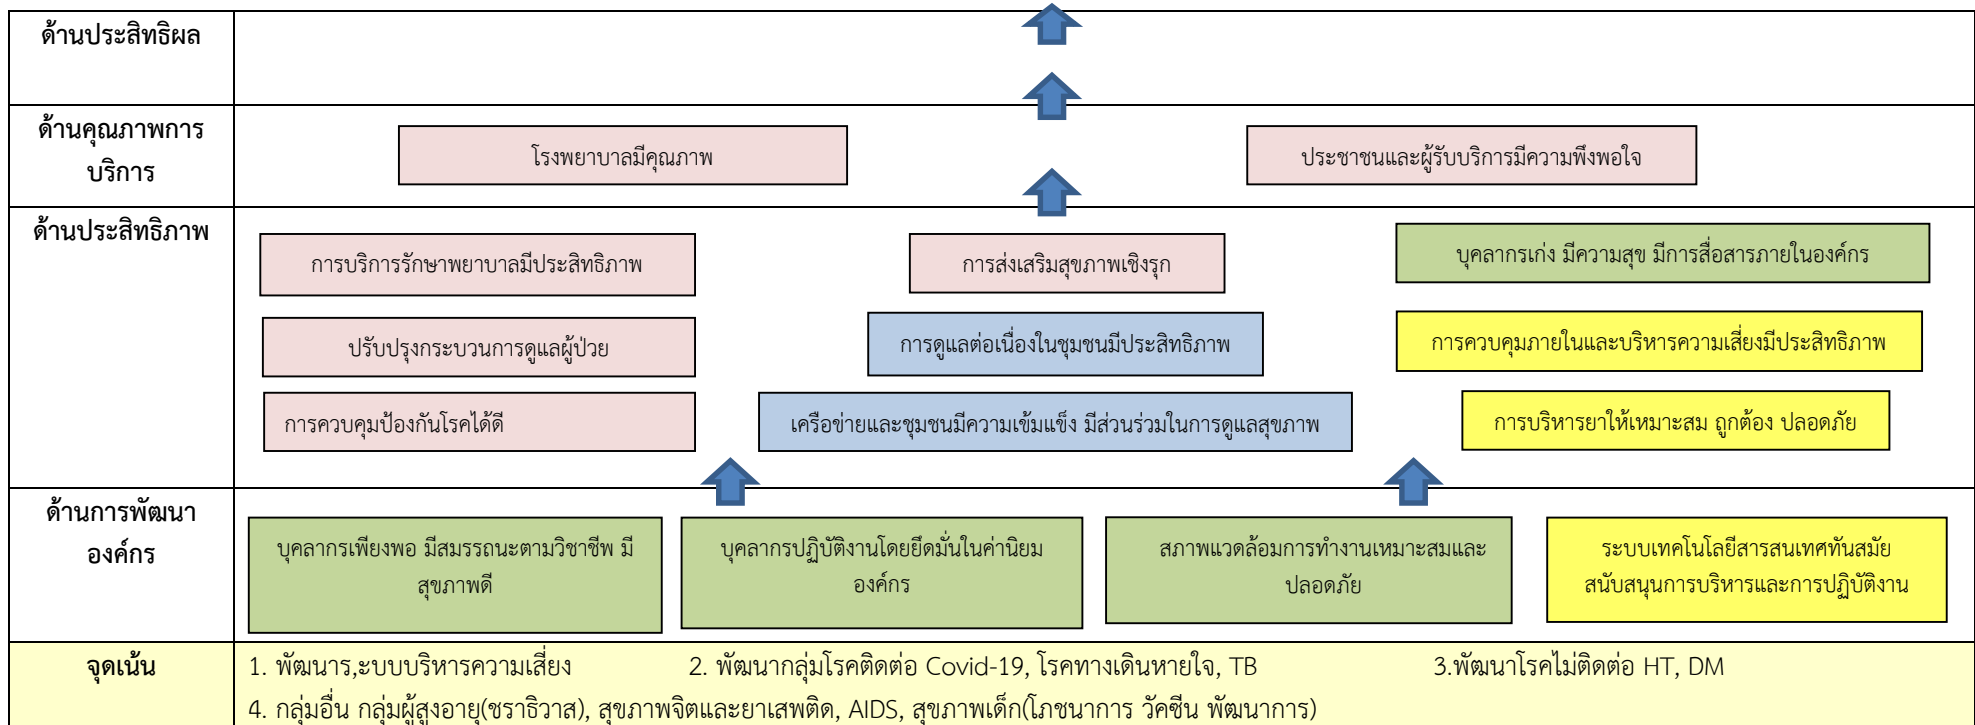 ด้านประสิทธิผล
ด้านคุณภาพการ
บริการ
โรงพยาบาลมีคุณภาพ
ประชาชนและผู้รับบริการมีความพึงพอใจ
ด้านประสิทธิภาพ
การบริการรักษาพยาบาลมีประสิทธิภาพ
การส่งเสริมสุขภาพเชิงรุก
บุคลากรเก่ง มีความสุข มีการสื่อสารภายในองค์กร
ปรับปรุงกระบวนการดูแลผู้ป่วย
การดูแลต่อเนื่องในชุมชนมีประสิทธิภาพ
การควบคุมภายในและบริหารความเสี่ยงมีประสิทธิภาพ
การควบคุมป้องกันโรคได้ดี
เครือข่ายและชุมชนมีความเข้มแข็ง มีส่วนร่วมในการดูแลสุขภาพ
การบริหารยาให้เหมาะสม ถูกต้อง ปลอดภัย
ด้านการพัฒนา
องค์กร
บุคลากรเพียงพอ มีสมรรถนะตามวิชาชีพ มี
สุขภาพดี
บุคลากรปฏิบัติงานโดยยึดมั่นในค่านิยม
องค์กร
สภาพแวดล้อมการทำงานเหมาะสมและ
ปลอดภัย
ระบบเทคโนโลยีสารสนเทศทันสมัย
สนับสนุนการบริหารและการปฏิบัติงาน
จุดเน้น
1. พัฒนาร,ะบบบริหารความเสี่ยง 2. พัฒนากลุ่มโรคติดต่อ Covid-19, โรคทางเดินหายใจ, TB 3.พัฒนาโรคไม่ติดต่อ HT, DM
4. กลุ่มอื่น กลุ่มผู้สูงอายุ(ชราธิวาส), สุขภาพจิตและยาเสพติด, AIDS, สุขภาพเด็ก(โภชนาการ วัคซีน พัฒนาการ)